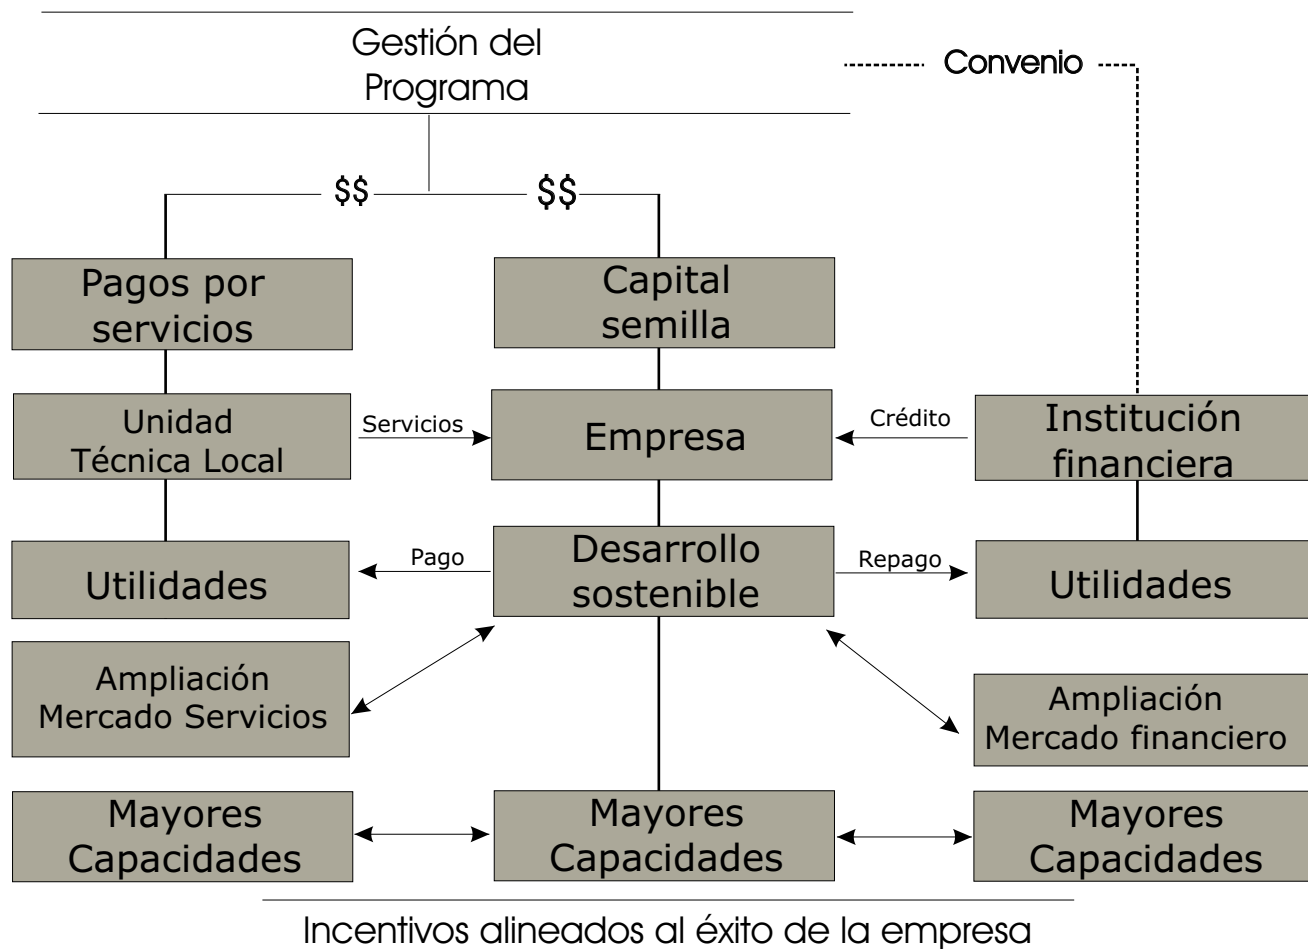 Gestión del
Programa
Convenio
$$
$$
Pagos por
servicios
Capital
semilla
Unidad
Técnica Local
Servicios
Empresa
Crédito
Institución
financiera
Utilidades
Pago
Desarrollo
sostenible
Repago
Utilidades
Ampliación
Mercado Servicios
Ampliación
Mercado financiero
Mayores
Capacidades
Mayores
Capacidades
Mayores
Capacidades
Incentivos alineados al éxito de la empresa